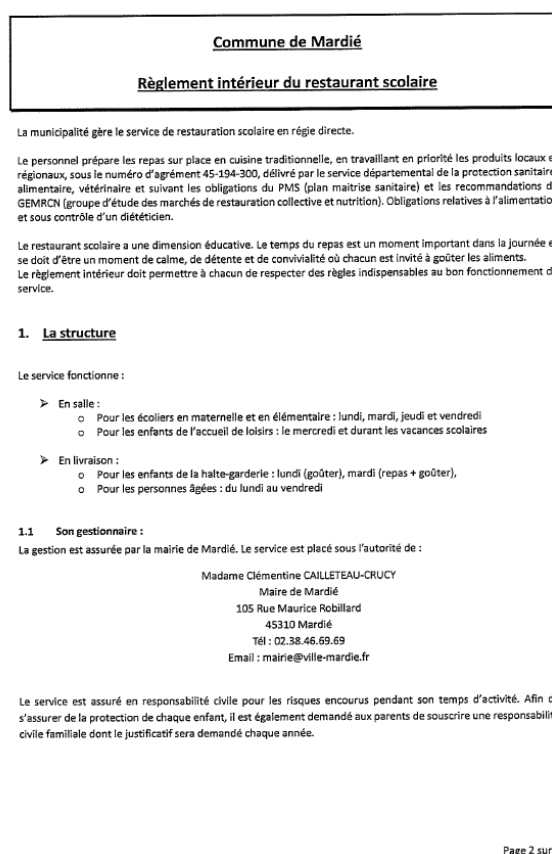 Commune de Mardié
Règlement intérieur du restaurant scolaire
La municipalité gère le service de restauration scolaire en régie directe.
Le personnel prépare les repas sur place en cuisine traditionnelle, en travaillant en priorité les produits locaux e
régionaux, sous le numéro d'agrément 45-194-300, délivré par le service départemental de la protection sanitaire
alimentaire, vétérinaire et suivant les obligations du PMS (plan maitrise sanitaire) et les recommandations d
GEMRCN (groupe d'étude des marchés de restauration collective et nutrition). Obligations relatives à l'alimentatio
et sous contrôle d'un diététicien.
Le restaurant scolaire a une dimension éducative. Le temps du repas est un moment important dans la journée e
se doit d'être un moment de calme, de détente et de convivialité où chacun est invité à goûter les aliments.
Le règlement intérieur doit permettre à chacun de respecter des règles indispensables au bon fonctionnement d
service.
1. La structure
Le service fonctionne :
➢ En salle :
o Pour les écoliers en maternelle et en élémentaire : lundi, mardi, jeudi et vendredi
o Pour les enfants de l'accueil de loisirs : le mercredi et durant les vacances scolaires
➢ En livraison :
o Pour les enfants de la halte-garderie : lundi (goûter), mardi (repas + goûter),
o Pour les personnes âgées : du lundi au vendredi
1.1 Son gestionnaire :
La gestion est assurée par la mairie de Mardié. Le service est placé sous l'autorité de :
Madame Clémentine CAILLETEAU-CRUCY
Maire de Mardié
105 Rue Maurice Robillard
45310 Mardié
Tél : 02.38.46.69.69
Email : mairie@ville-mardie.fr
Le service est assuré en responsabilité civile pour les risques encourus pendant son temps d'activité. Afin d
s'assurer de la protection de chaque enfant, il est également demandé aux parents de souscrire une responsabilit
civile familiale dont le justificatif sera demandé chaque année.
Page 2 sur